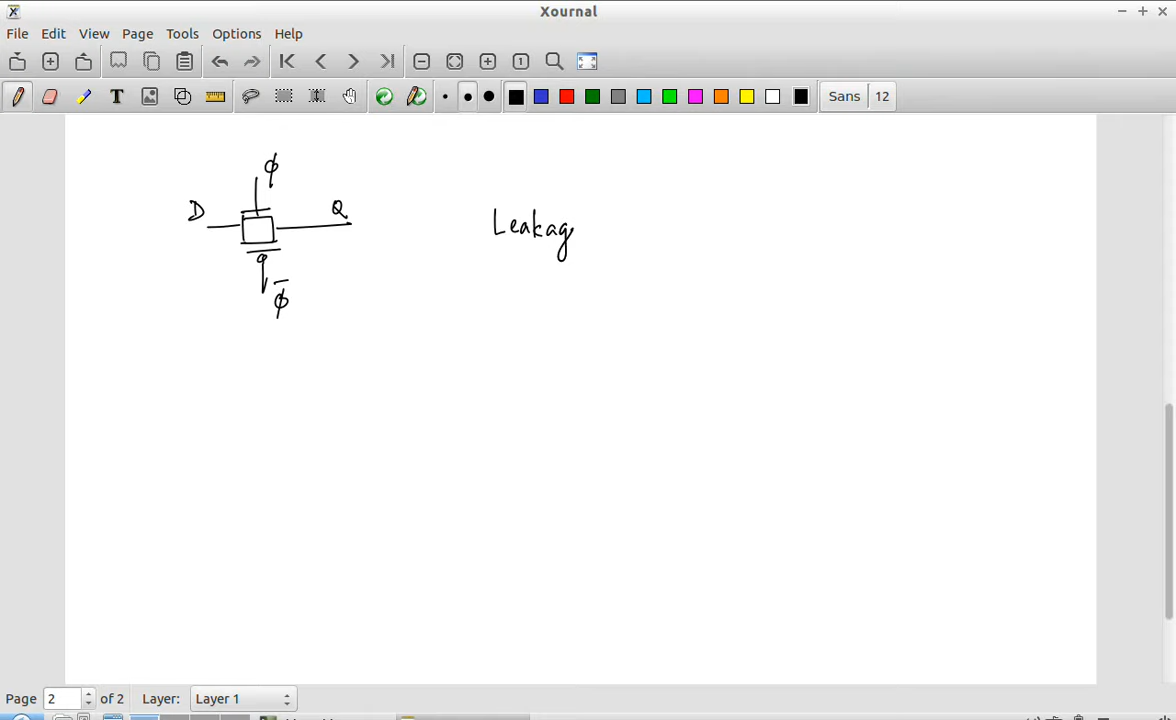 Xournal
File Edit View Page Tools Options Help
Sans 12
ϕ
D Q Leakag
ϕ̅
Page 2 of 2 Layer: Layer 1